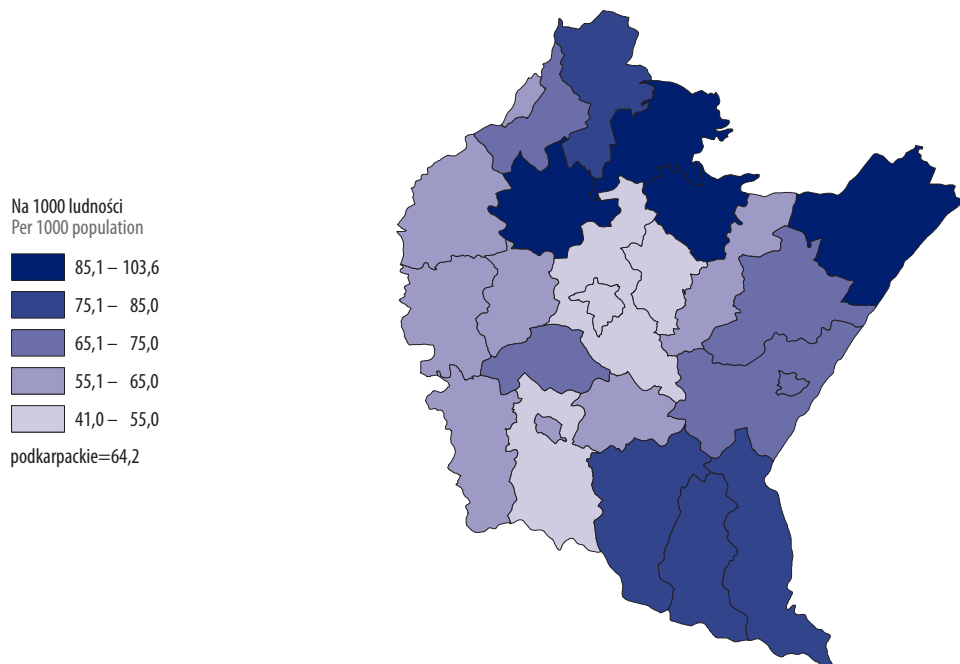 Na 1000 ludności
Per 1000 population
85,1 – 103,6
75,1 – 85,0
65,1 – 75,0
55,1 – 65,0
41,0 – 55,0
podkarpackie=64,2